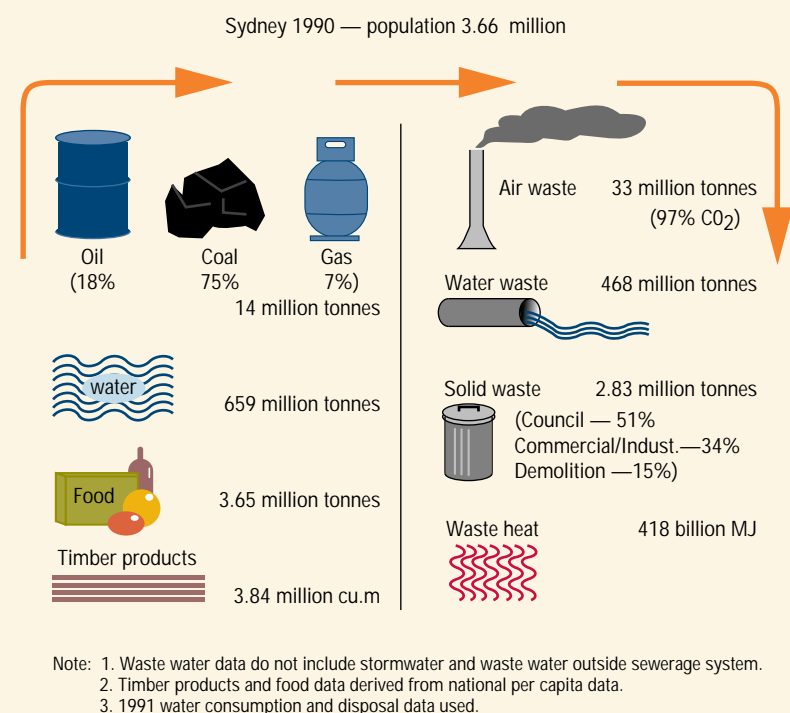 Sydney 1990 — population 3.66 million
Oil
(18%
Coal
75%
Gas
7%)
14 million tonnes
water
659 million tonnes
Food
3.65 million tonnes
Timber products
3.84 million cu.m
Air waste 33 million tonnes
(97% CO2)
Water waste 468 million tonnes
Solid waste 2.83 million tonnes
(Council — 51%
Commercial/Indust.—34%
Demolition —15%)
Waste heat 418 billion MJ
Note: 1. Waste water data do not include stormwater and waste water outside sewerage system.
2. Timber products and food data derived from national per capita data.
3. 1991 water consumption and disposal data used.